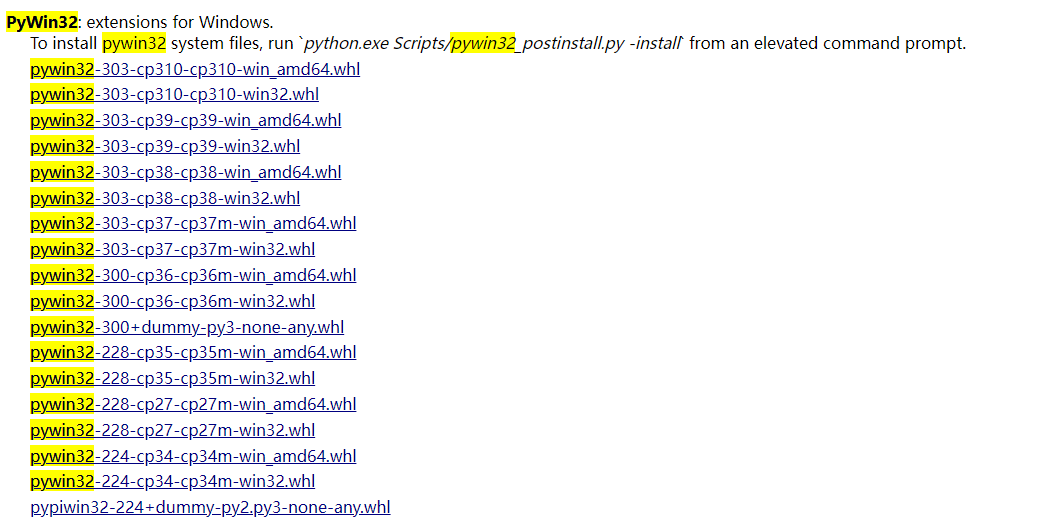 PyWin32: extensions for Windows.
To install pywin32 system files, run `python.exe Scripts/pywin32_postinstall.py -install` from an elevated command prompt.
pywin32-303-cp310-cp310-win_amd64.whl
pywin32-303-cp310-cp310-win32.whl
pywin32-303-cp39-cp39-win_amd64.whl
pywin32-303-cp39-cp39-win32.whl
pywin32-303-cp38-cp38-win_amd64.whl
pywin32-303-cp38-cp38-win32.whl
pywin32-303-cp37-cp37m-win_amd64.whl
pywin32-303-cp37-cp37m-win32.whl
pywin32-300-cp36-cp36m-win_amd64.whl
pywin32-300-cp36-cp36m-win32.whl
pywin32-300+dummy-py3-none-any.whl
pywin32-228-cp35-cp35m-win_amd64.whl
pywin32-228-cp35-cp35m-win32.whl
pywin32-228-cp27-cp27m-win_amd64.whl
pywin32-228-cp27-cp27m-win32.whl
pywin32-224-cp34-cp34m-win_amd64.whl
pywin32-224-cp34-cp34m-win32.whl
pypiwin32-224+dummy-py2.py3-none-any.whl